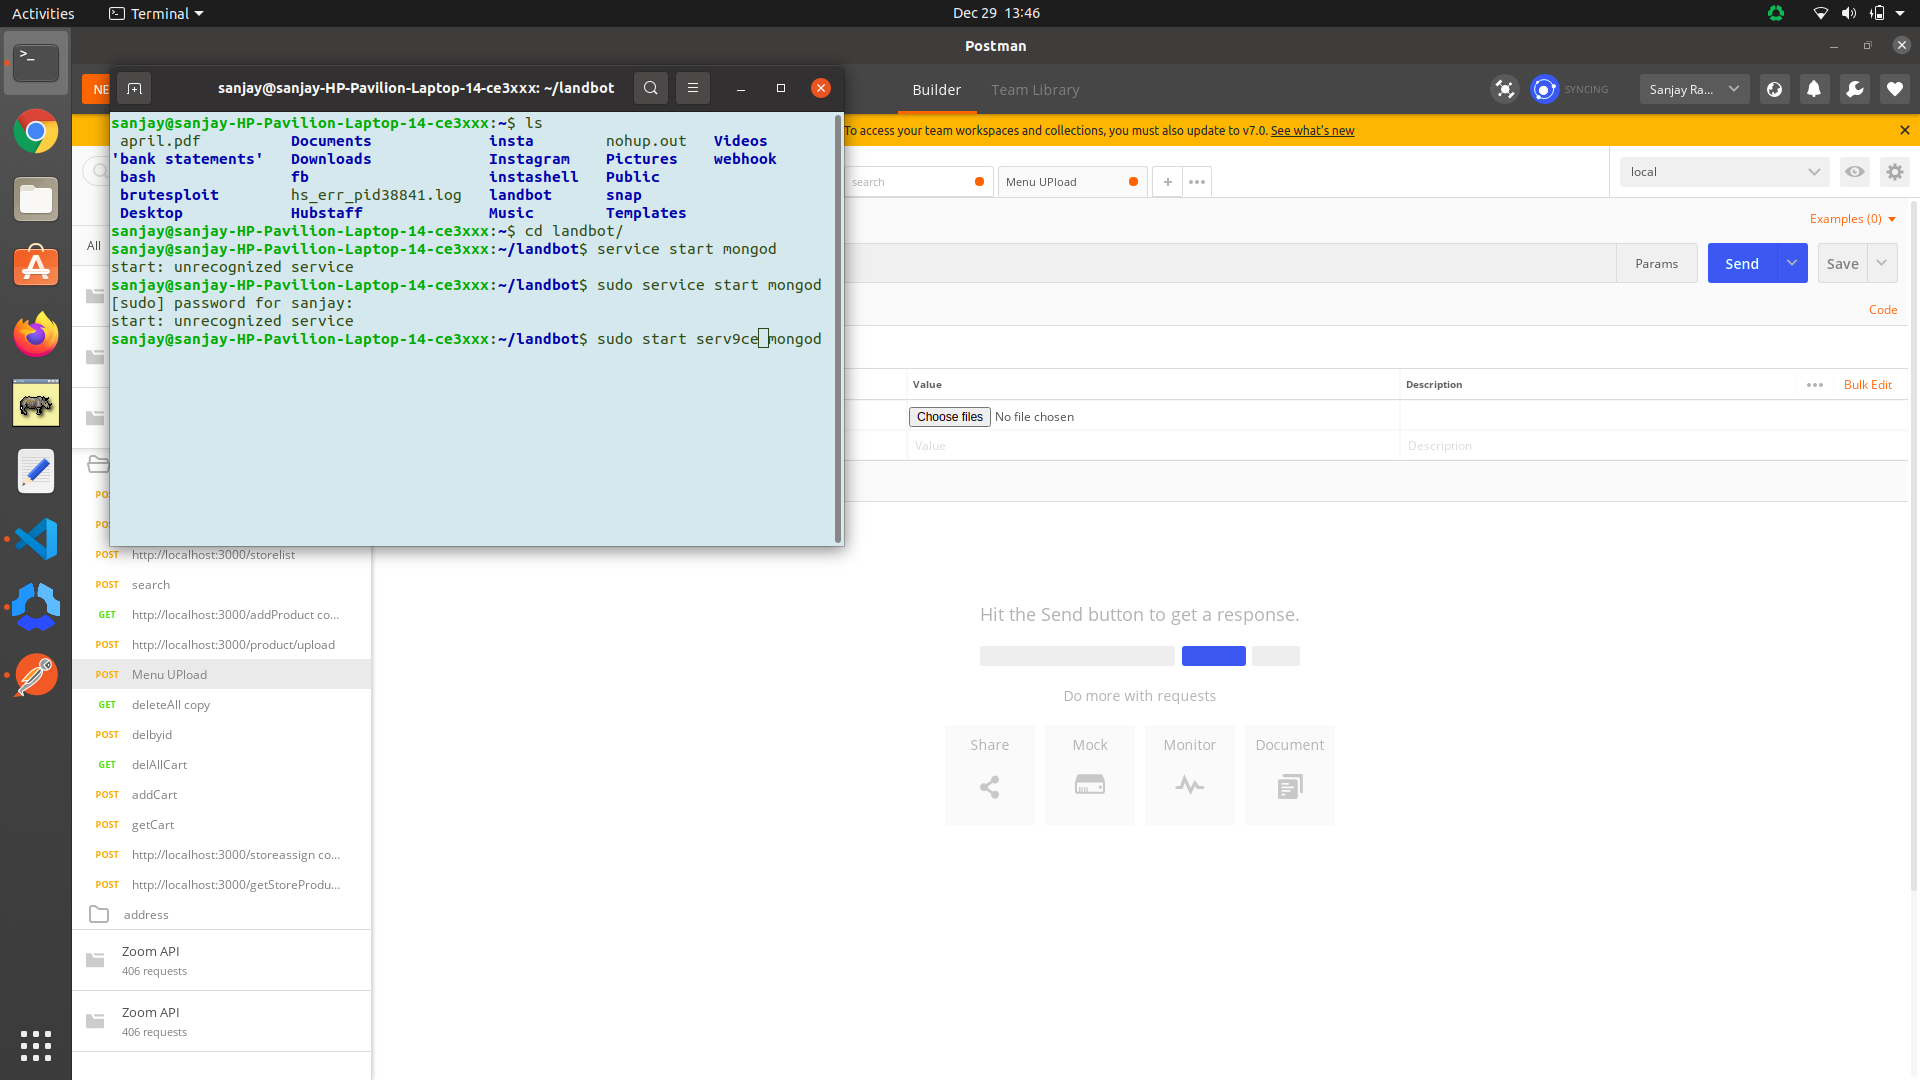 Activities
Terminal
Dec 29 13:46
Postman
NE
sanjay@sanjay-HP-Pavilion-Laptop-14-ce3xxx: ~/landbot
Builder
Team Library
SYNCING
Sanjay Ra...
To access your team workspaces and collections, you must also update to v7.0. See what's new
sanjay@sanjay-HP-Pavilion-Laptop-14-ce3xxx:~$ ls
april.pdf Documents insta nohup.out Videos
'bank statements' Downloads Instagram Pictures webhook
bash fb instashell Public
brutesploit hs_err_pid38841.log landbot snap
Desktop Hubstaff Music Templates
sanjay@sanjay-HP-Pavilion-Laptop-14-ce3xxx:~$ cd landbot/
sanjay@sanjay-HP-Pavilion-Laptop-14-ce3xxx:~/landbot$ service start mongod
start: unrecognized service
sanjay@sanjay-HP-Pavilion-Laptop-14-ce3xxx:~/landbot$ sudo service start mongod
[sudo] password for sanjay:
start: unrecognized service
sanjay@sanjay-HP-Pavilion-Laptop-14-ce3xxx:~/landbot$ sudo start serv9ce mongod
search
Menu UPload
local
All
Examples (0)
Params
Send
Save
Code
Value
Description
Bulk Edit
Choose files No file chosen
Value
Description
PO
PO
POST http://localhost:3000/storelist
POST search
GET http://localhost:3000/addProduct co...
POST http://localhost:3000/product/upload
POST Menu UPload
GET deleteAll copy
POST delbyid
GET delAllCart
POST addCart
POST getCart
POST http://localhost:3000/storeassign co...
POST http://localhost:3000/getStoreProdu...
address
Zoom API
406 requests
Zoom API
406 requests
Hit the Send button to get a response.
Do more with requests
Share
Mock
Monitor
Document